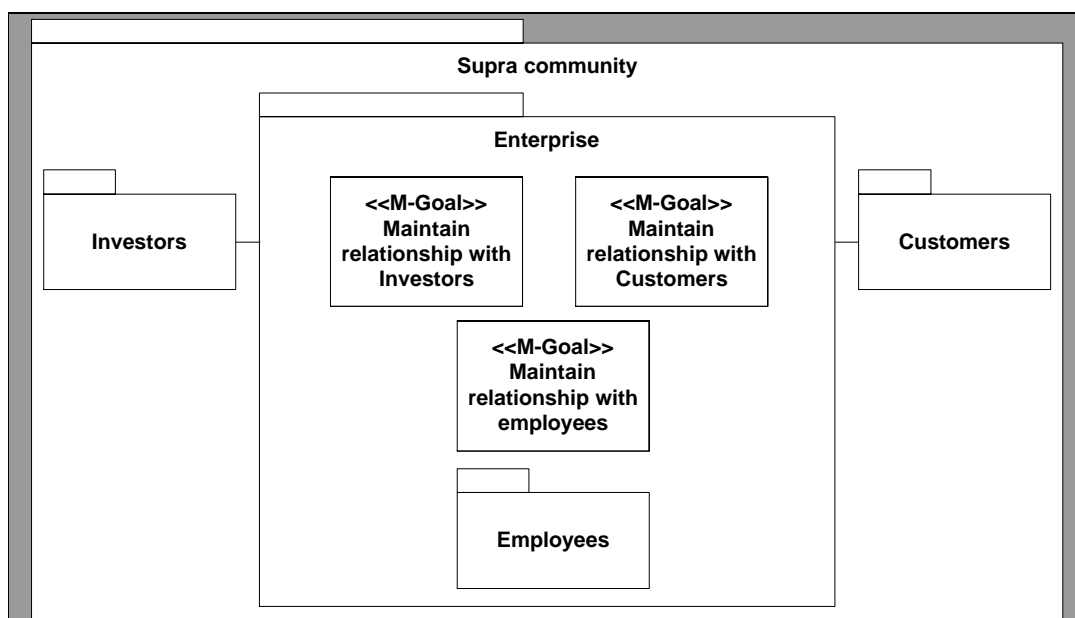 Supra community
Enterprise
Investors
<<M-Goal>>
Maintain
relationship with
Investors
<<M-Goal>>
Maintain
relationship with
Customers
Customers
<<M-Goal>>
Maintain
relationship with
employees
Employees